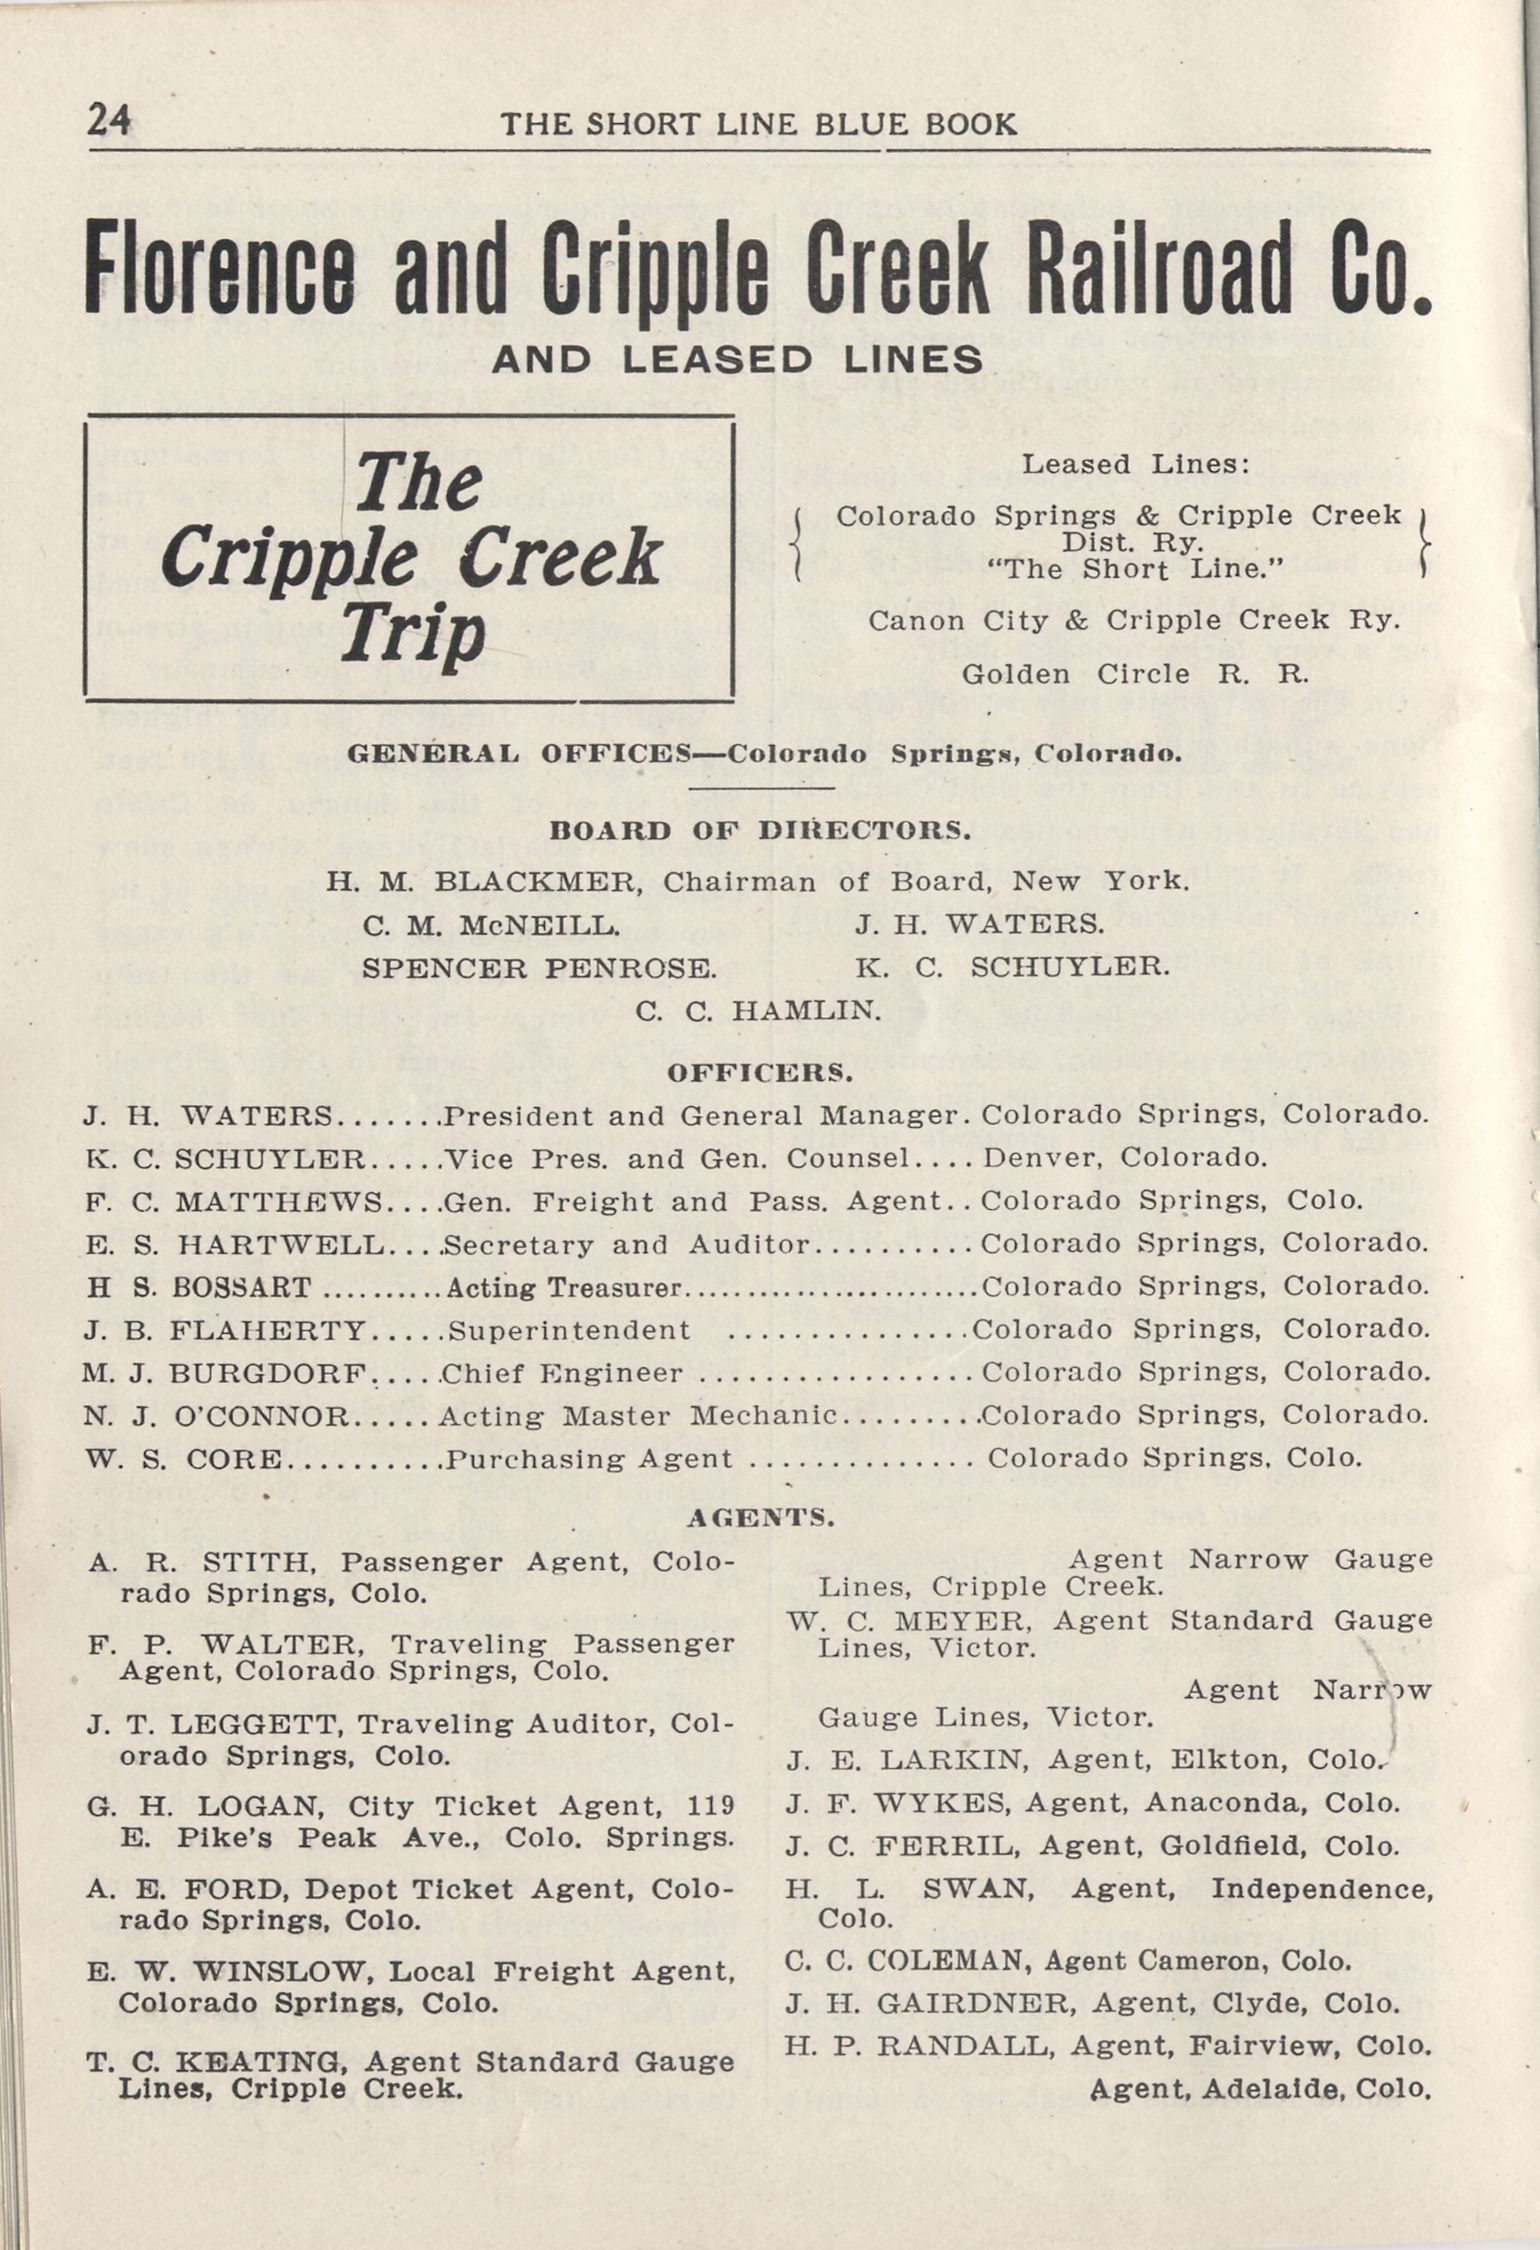 24
THE SHORT LINE BLUE BOOK
Florence and Cripple Creek Railroad Co.
AND LEASED LINES
The
Cripple Creek
Trip
Leased Lines:
Colorado Springs & Cripple Creek
Dist. Ry.
“The Short Line.”
Canon City & Cripple Creek Ry.
Golden Circle R. R.
GENERAL OFFICES—Colorado Springs, Colorado.
BOARD OF DIRECTORS.
H. M. BLACKMER, Chairman of Board, New York.
C. M. McNEILL. J. H. WATERS.
SPENCER PENROSE. K. C. SCHUYLER.
C. C. HAMLIN.
OFFICERS.
J. H. WATERS.......President and General Manager. Colorado Springs, Colorado.
K. C. SCHUYLER.....Vice Pres. and Gen. Counsel.... Denver, Colorado.
F. C. MATTHEWS....Gen. Freight and Pass. Agent.. Colorado Springs, Colo.
E. S. HARTWELL....Secretary and Auditor.......... Colorado Springs, Colorado.
H S. BOSSART ..........Acting Treasurer.......................Colorado Springs, Colorado.
J. B. FLAHERTY.....Superintendent ...............Colorado Springs, Colorado.
M. J. BURGDORF.....Chief Engineer ................. Colorado Springs, Colorado.
N. J. O'CONNOR..... Acting Master Mechanic.........Colorado Springs, Colorado.
W. S. CORE..........Purchasing Agent .............. Colorado Springs. Colo.
AGENTS.
A. R. STITH, Passenger Agent, Colo-
rado Springs, Colo.
F. P. WALTER, Traveling Passenger
Agent, Colorado Springs, Colo.
J. T. LEGGETT, Traveling Auditor, Col-
orado Springs, Colo.
G. H. LOGAN, City Ticket Agent, 119
E. Pike's Peak Ave., Colo. Springs.
A. E. FORD, Depot Ticket Agent, Colo-
rado Springs, Colo.
E. W. WINSLOW, Local Freight Agent,
Colorado Springs, Colo.
T. C. KEATING, Agent Standard Gauge
Lines, Cripple Creek.
Agent Narrow Gauge
Lines, Cripple Creek.
W. C. MEYER, Agent Standard Gauge
Lines, Victor.
Agent Narrow
Gauge Lines, Victor.
J. E. LARKIN, Agent, Elkton, Colo.
J. F. WYKES, Agent, Anaconda, Colo.
J. C. FERRIL, Agent, Goldfield, Colo.
H. L. SWAN, Agent, Independence,
Colo.
C. C. COLEMAN, Agent Cameron, Colo.
J. H. GAIRDNER, Agent, Clyde, Colo.
H. P. RANDALL, Agent, Fairview, Colo.
Agent, Adelaide, Colo.